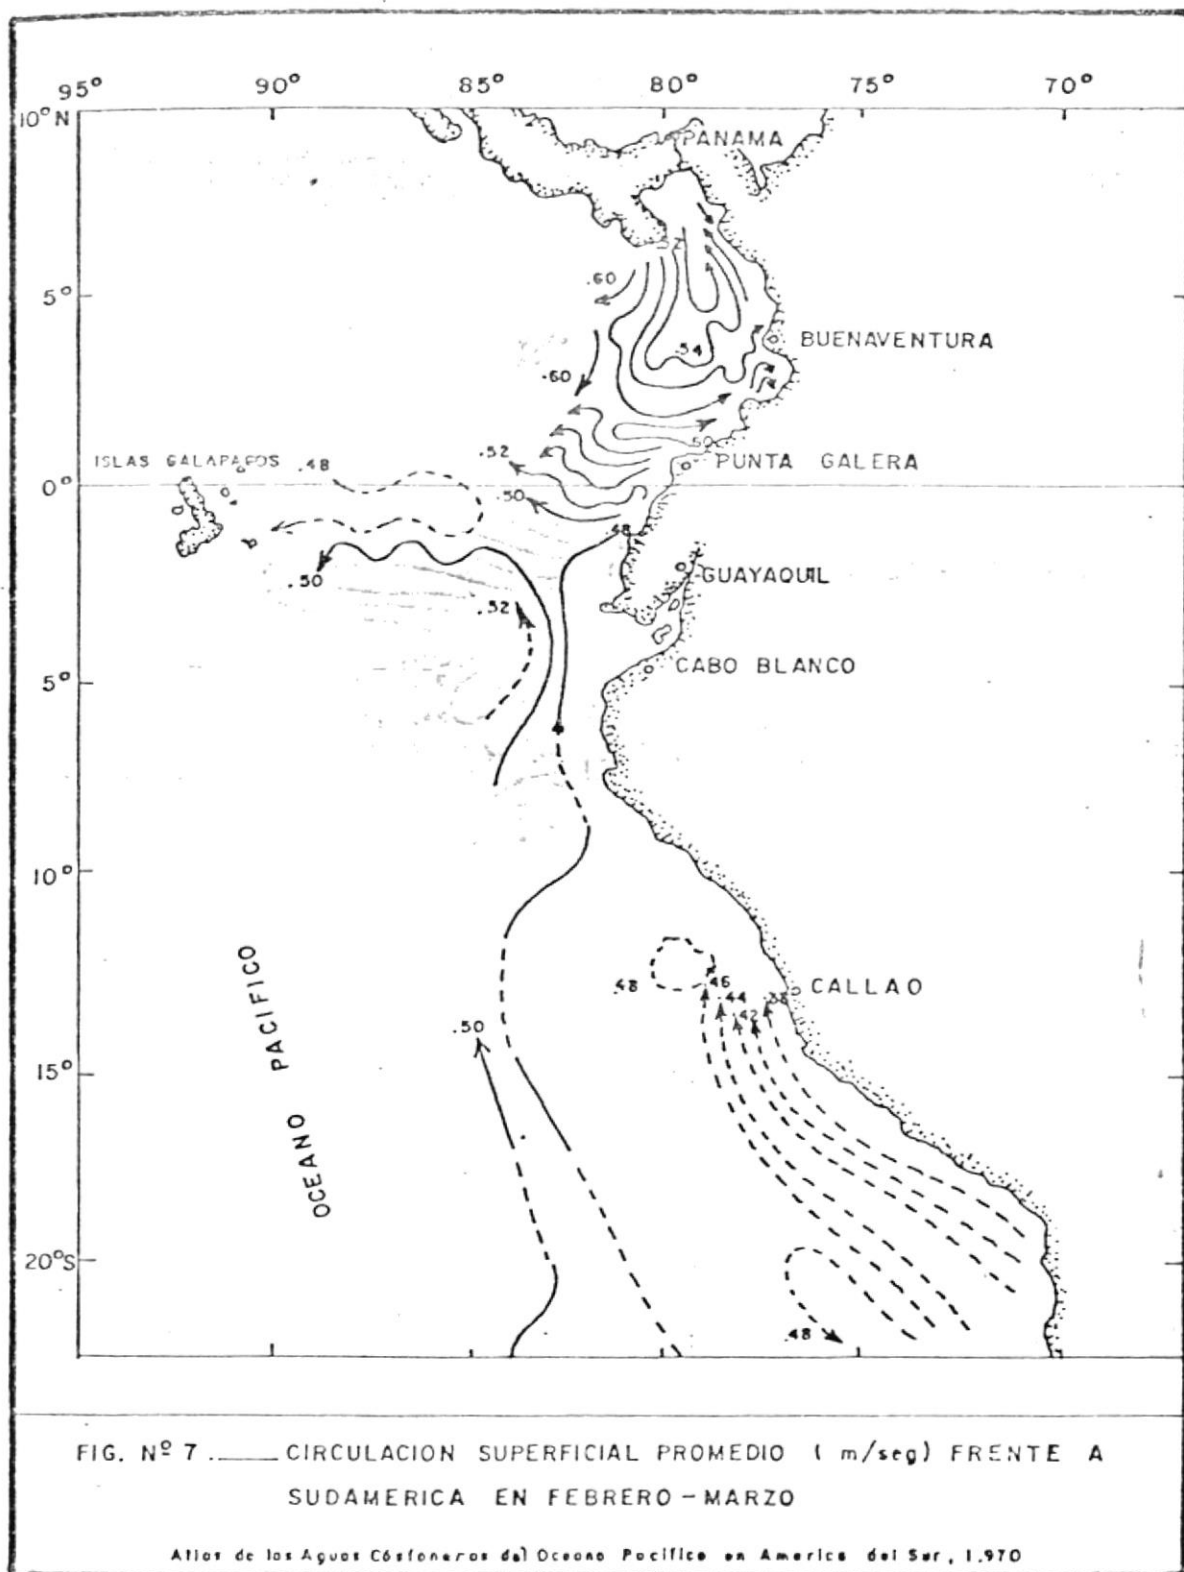 95° 90° 85° 80° 75° 70°
10°N
PANAMA
.52
.60
5°
BUENAVENTURA
.54
.60
.50
ISLAS GALAPAGOS .48 .52
PUNTA GALERA
0°
.50
.48
.50
GUAYAQUIL
.52
CABO BLANCO
5°
10°
.48
.46
.44
.42
CALLAO
.50
15°
OCEANO PACIFICO
20°S
.48
FIG. Nº 7. CIRCULACION SUPERFICIAL PROMEDIO ( m/seg) FRENTE A
SUDAMERICA EN FEBRERO - MARZO
Atlas de las Aguas Cósfoneras del Oceano Pacífico en America del Sur, 1.970